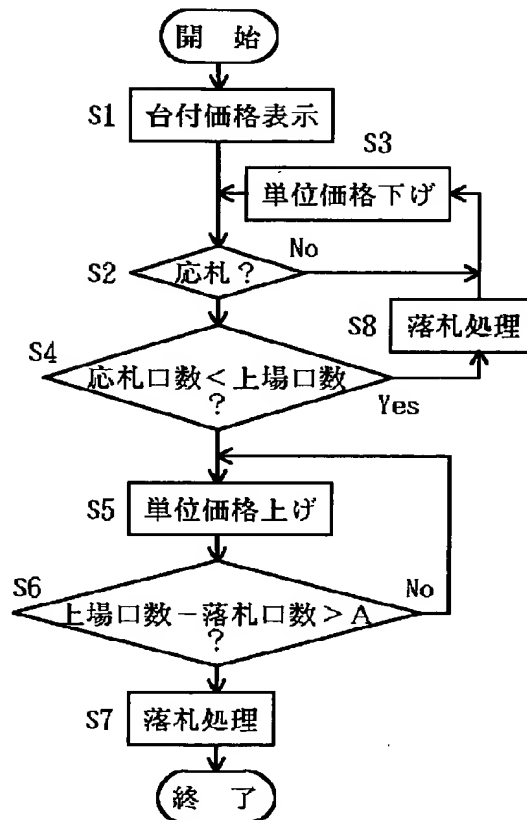 開 始
S1 台付価格表示
S3
単位価格下げ
S2 応札？ No
S8 落札処理
S4 応札口数＜上場口数
？
Yes
S5 単位価格上げ
S6 No
上場口数－落札口数＞A
？
S7 落札処理
終 了